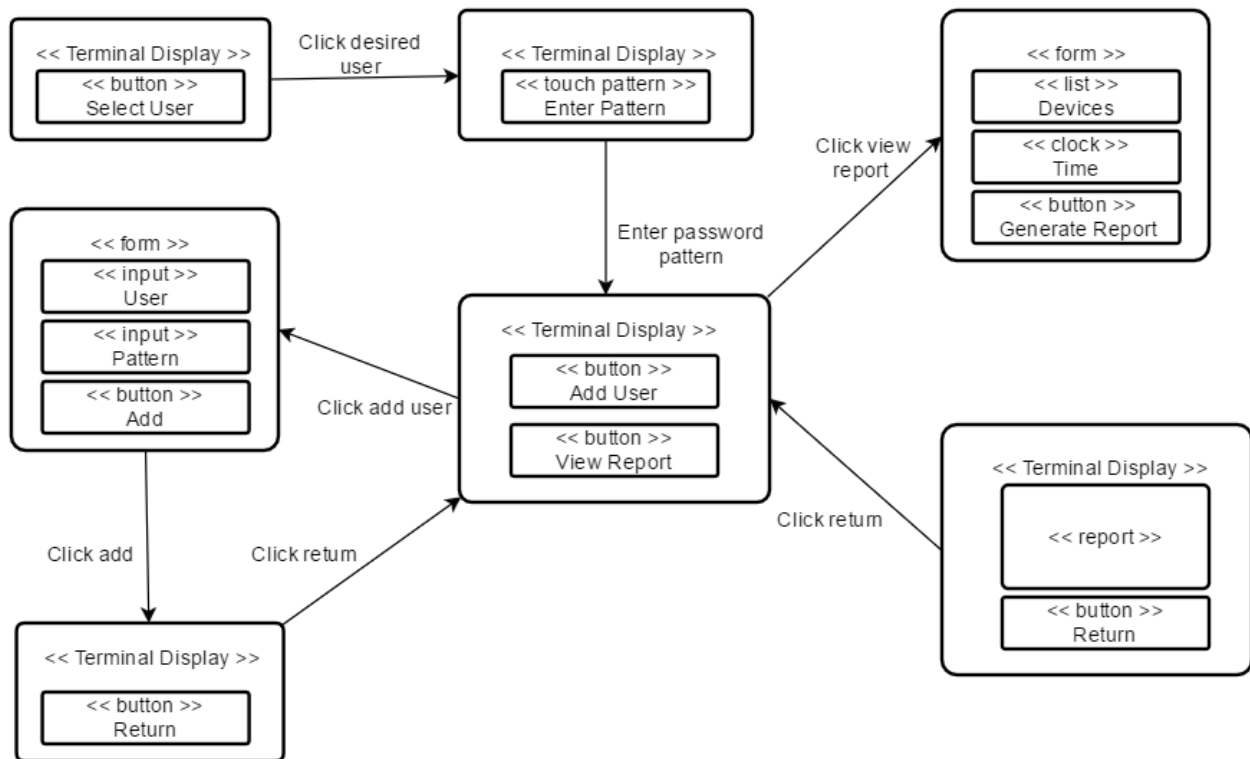 << Terminal Display >>
<< button >>
Select User
Click desired
user
<< Terminal Display >>
<< touch pattern >>
Enter Pattern
Enter password
pattern
<< Terminal Display >>
<< button >>
Add User
<< button >>
View Report
Click view
report
<< form >>
<< list >>
Devices
<< clock >>
Time
<< button >>
Generate Report
Click add user
<< form >>
<< input >>
User
<< input >>
Pattern
<< button >>
Add
Click add
<< Terminal Display >>
<< button >>
Return
Click return
<< Terminal Display >>
<< report >>
<< button >>
Return
Click return